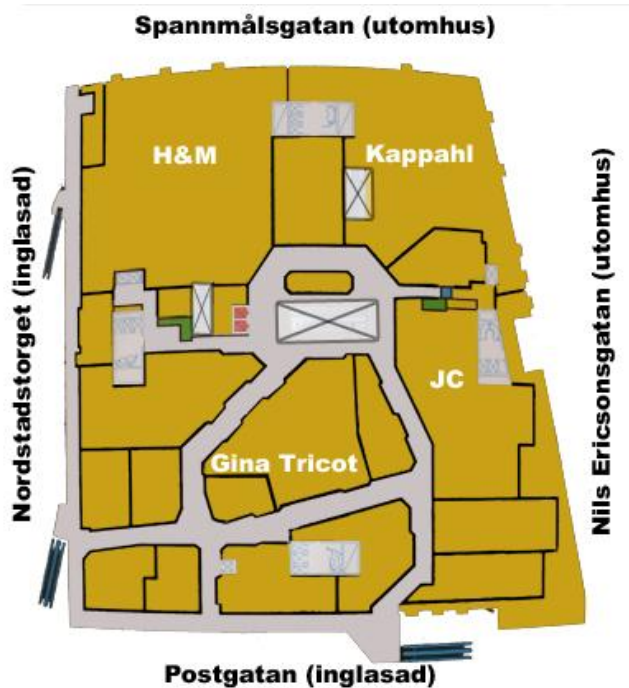 Spannmålsgatan (utomhus)
H&M
Kappahl
Nordstadstorget (inglasad)
Nils Ericsonsgatan (utomhus)
JC
Gina Tricot
Postgatan (inglasad)